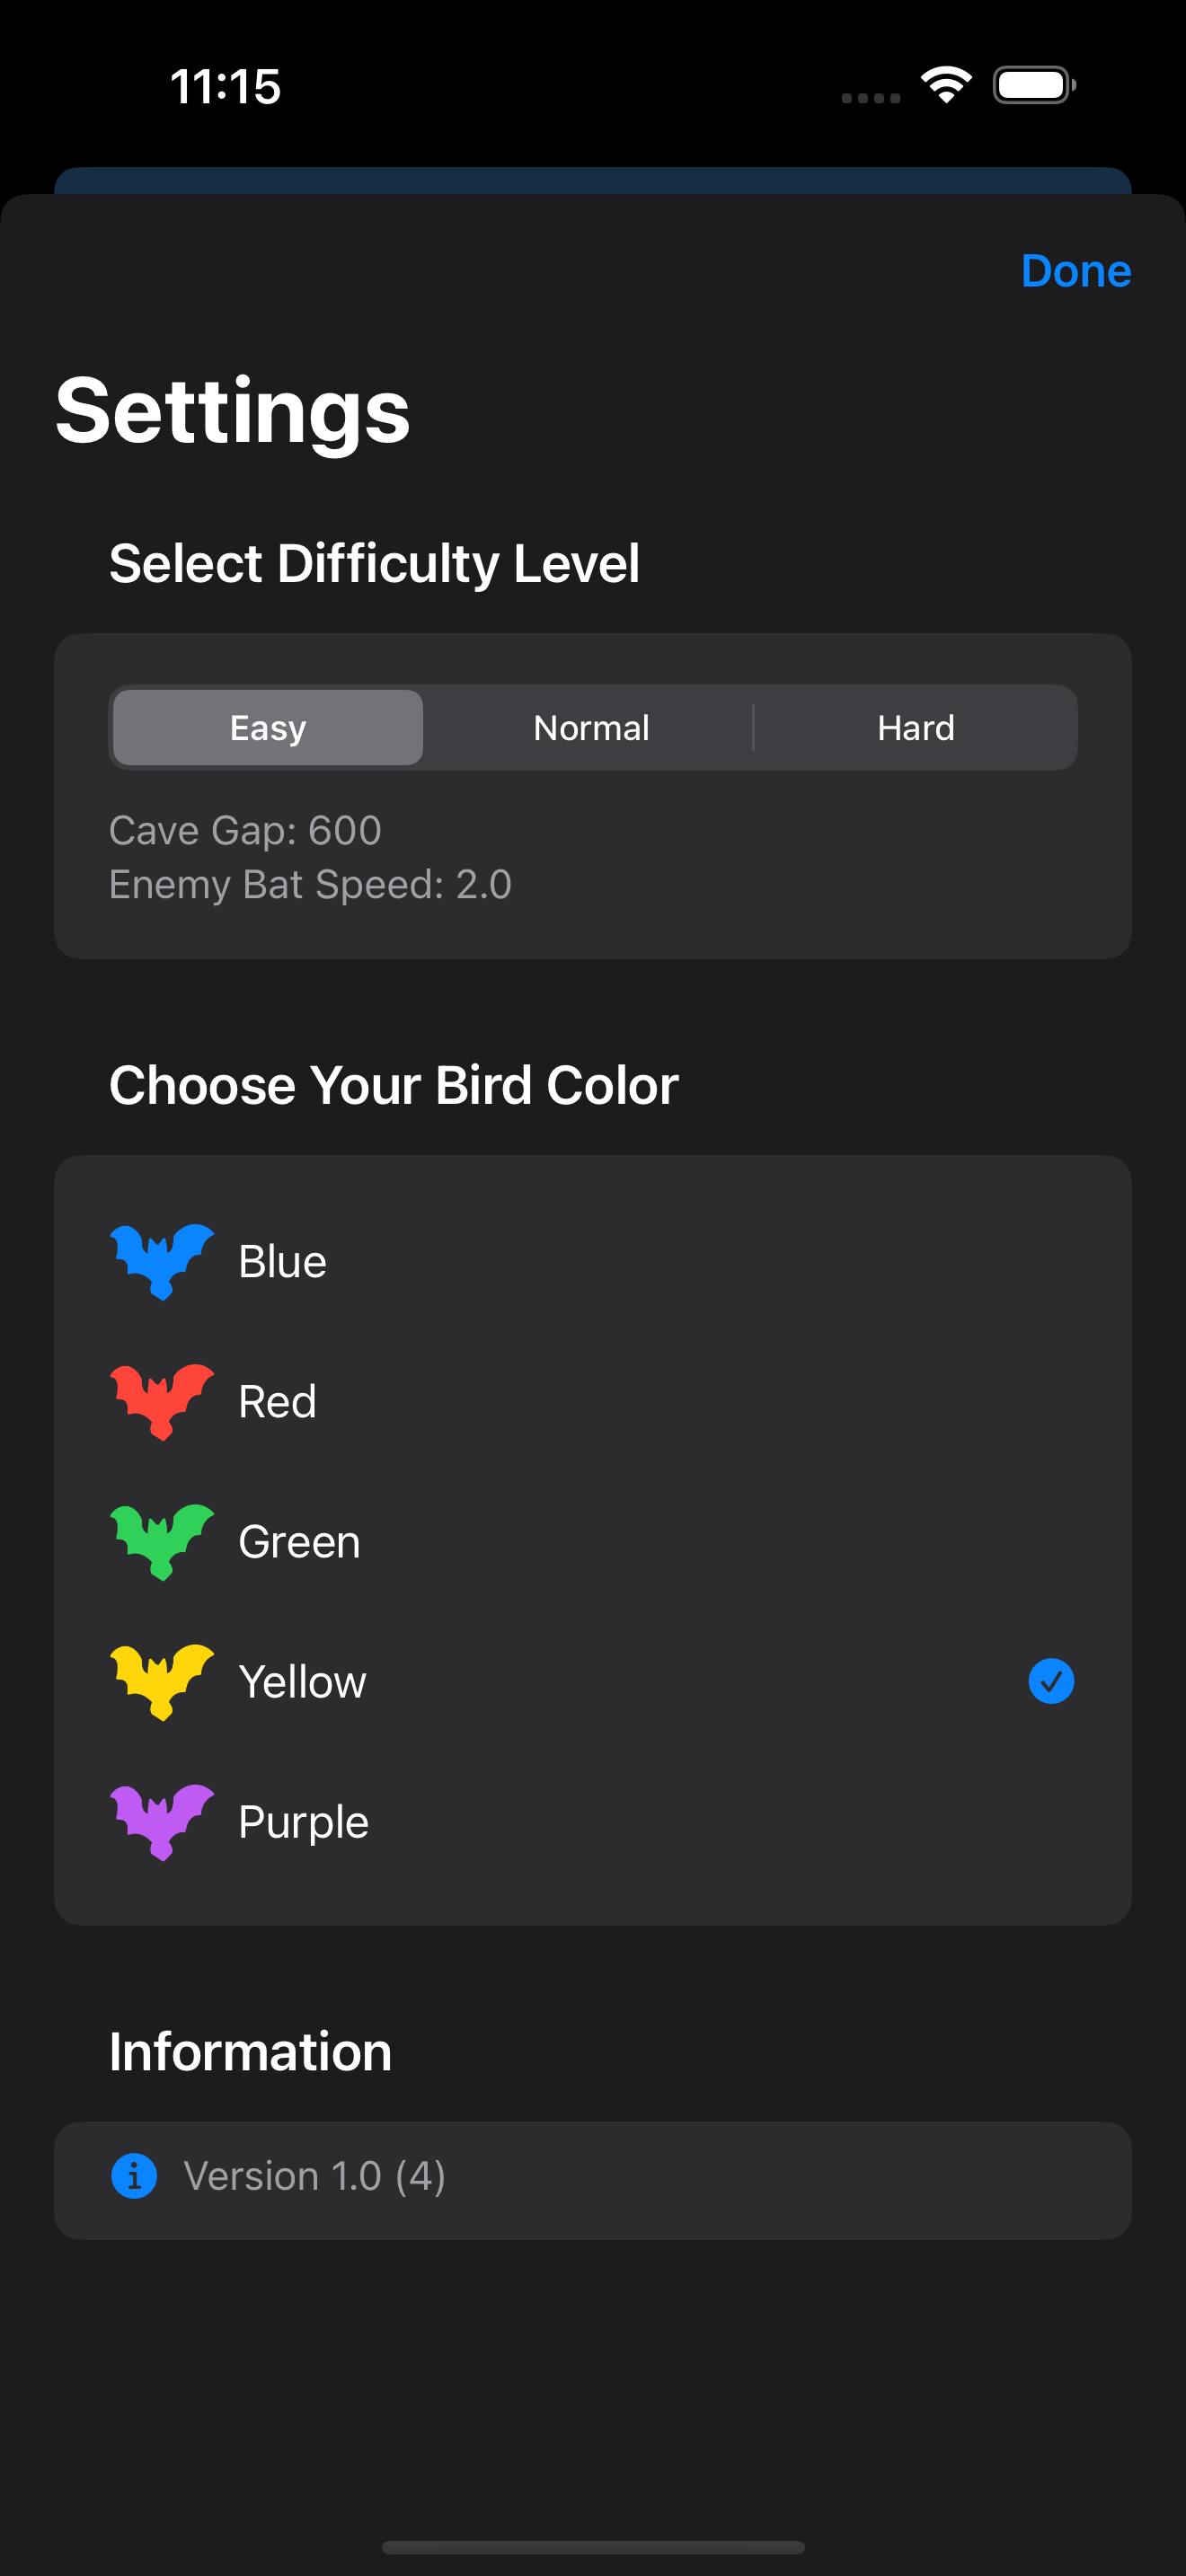 11:15
Done
Settings
Select Difficulty Level
Easy Normal Hard
Cave Gap: 600
Enemy Bat Speed: 2.0
Choose Your Bird Color
Blue
Red
Green
Yellow
Purple
Information
Version 1.0 (4)